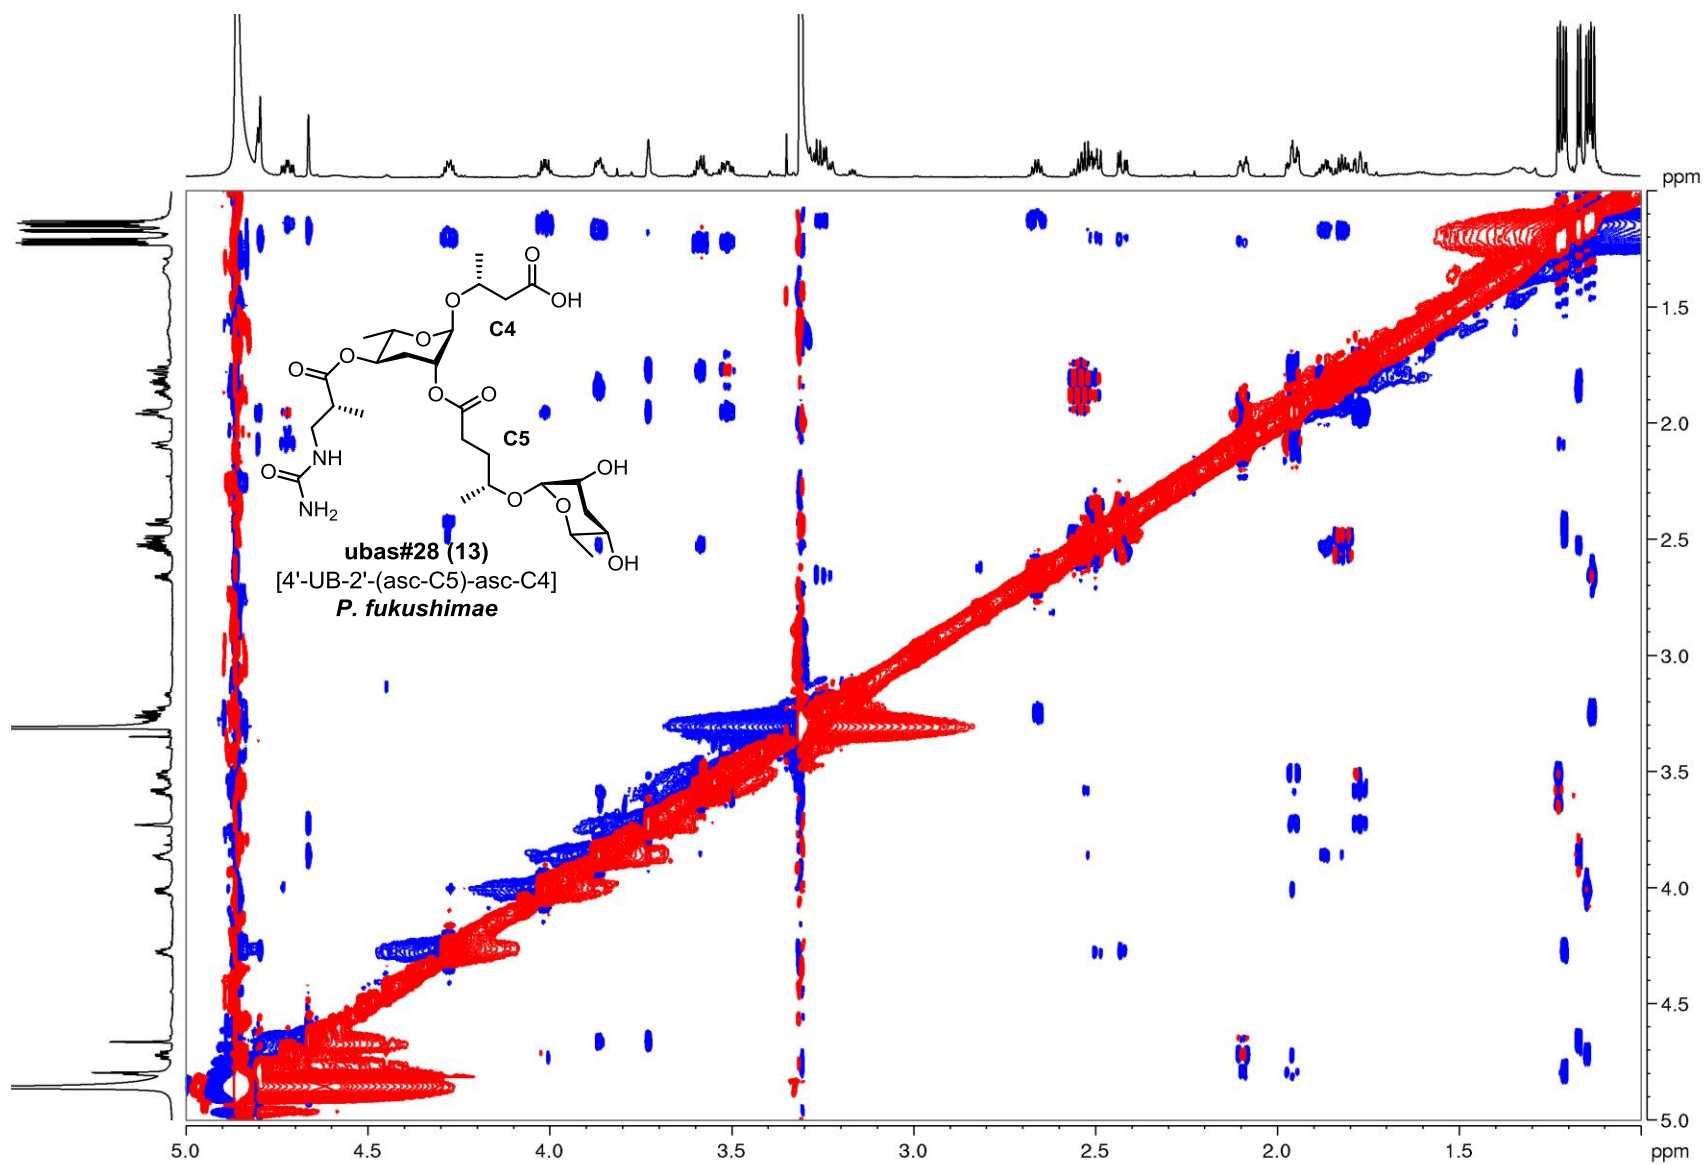 ppm
1.5
2.0
2.5
3.0
3.5
4.0
4.5
5.0
O
OH
O
C4
O
O
O
O
O
C5
NH
O
NH2
OH
O
O
OH
ubas#28 (13)
[4'-UB-2'-(asc-C5)-asc-C4]
P. fukushimae
5.0 4.5 4.0 3.5 3.0 2.5 2.0 1.5 ppm